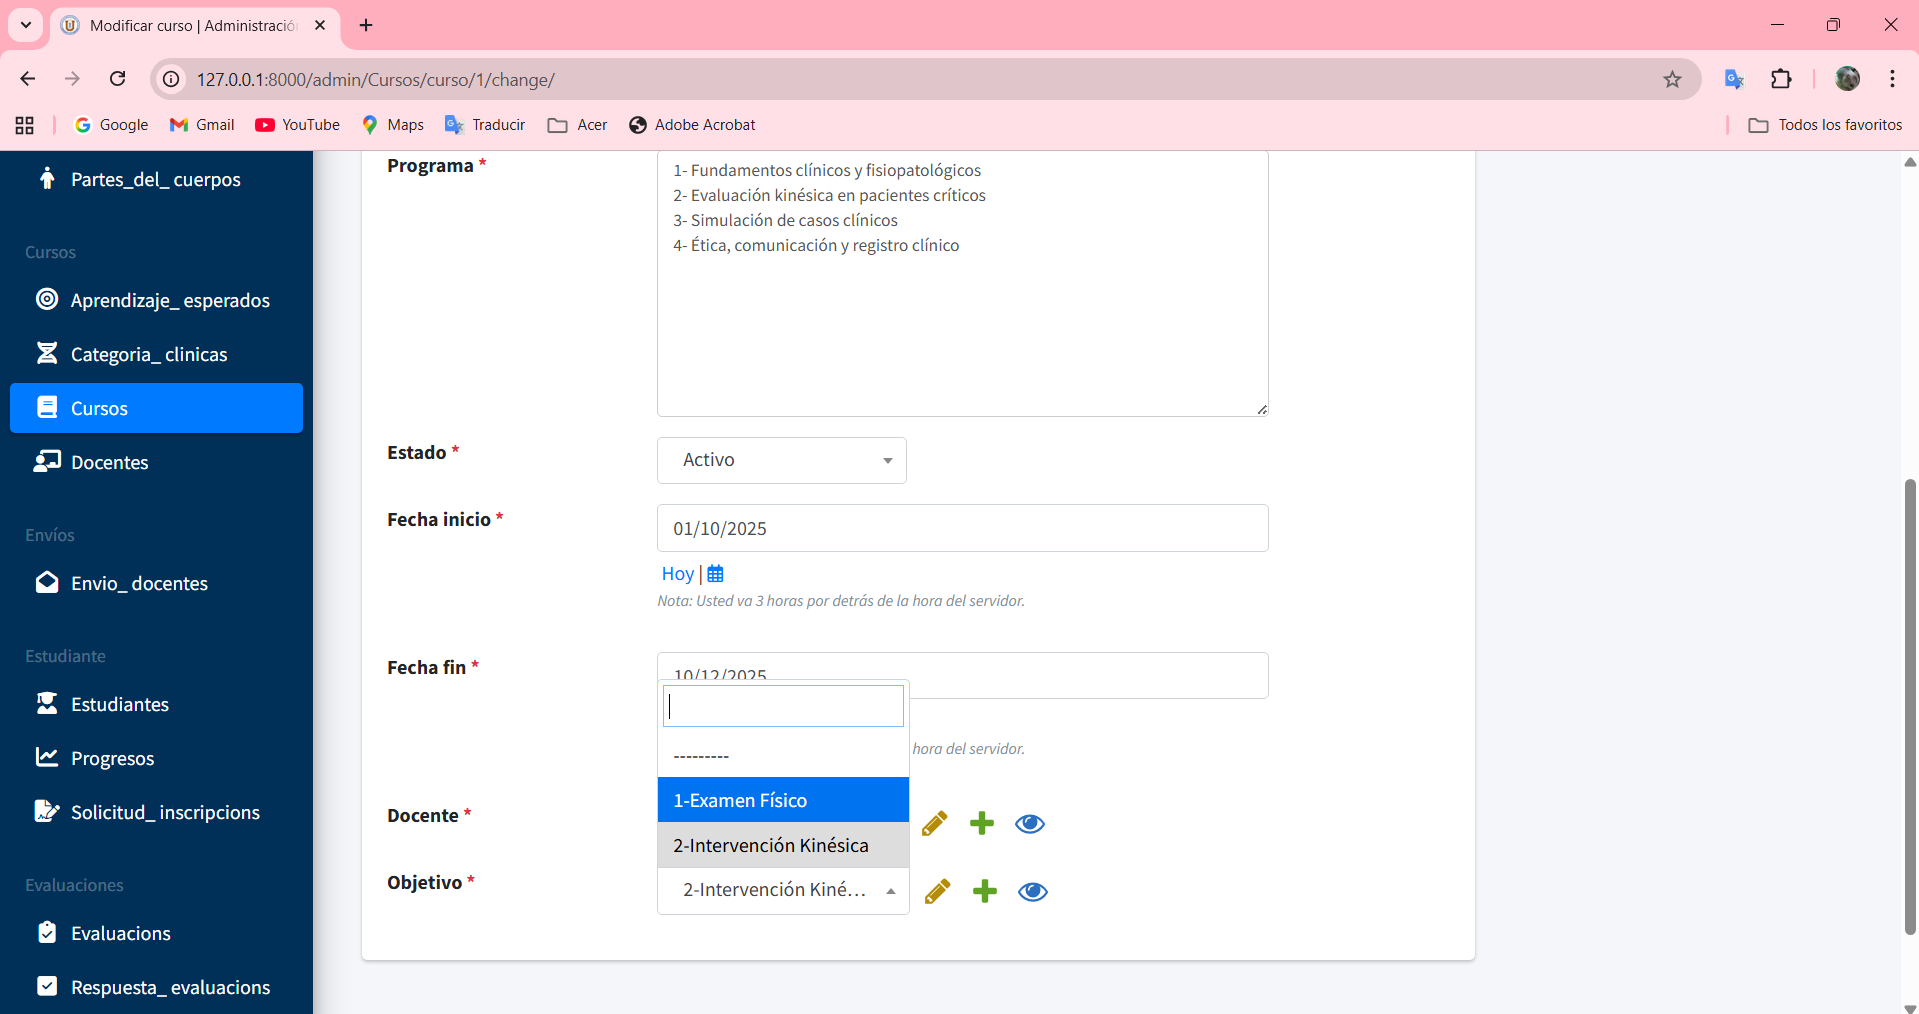 Modificar curso | Administració
127.0.0.1:8000/admin/Cursos/curso/1/change/
Google
Gmail
YouTube
Maps
Traducir
Acer
Adobe Acrobat
Todos los favoritos
Partes_del_ cuerpos
Cursos
Aprendizaje_ esperados
Categoria_ clinicas
Cursos
Docentes
Envíos
Envio_ docentes
Estudiante
Estudiantes
Progresos
Solicitud_ inscripcions
Evaluaciones
Evaluacions
Respuesta_ evaluacions
Programa *
1- Fundamentos clínicos y fisiopatológicos
2- Evaluación kinésica en pacientes críticos
3- Simulación de casos clínicos
4- Ética, comunicación y registro clínico
Estado *
Activo
Fecha inicio *
01/10/2025
Hoy |
Nota: Usted va 3 horas por detrás de la hora del servidor.
Fecha fin *
10/12/2025
hora del servidor.
---------
1-Examen Físico
2-Intervención Kinésica
Docente *
Objetivo *
2-Intervención Kiné...